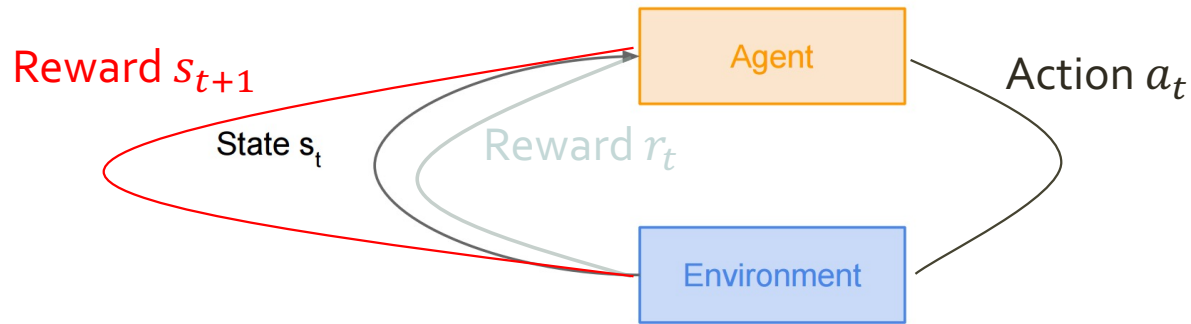 Agent
Reward s_{t+1}
Action a_t
State s_t
Reward r_t
Environment